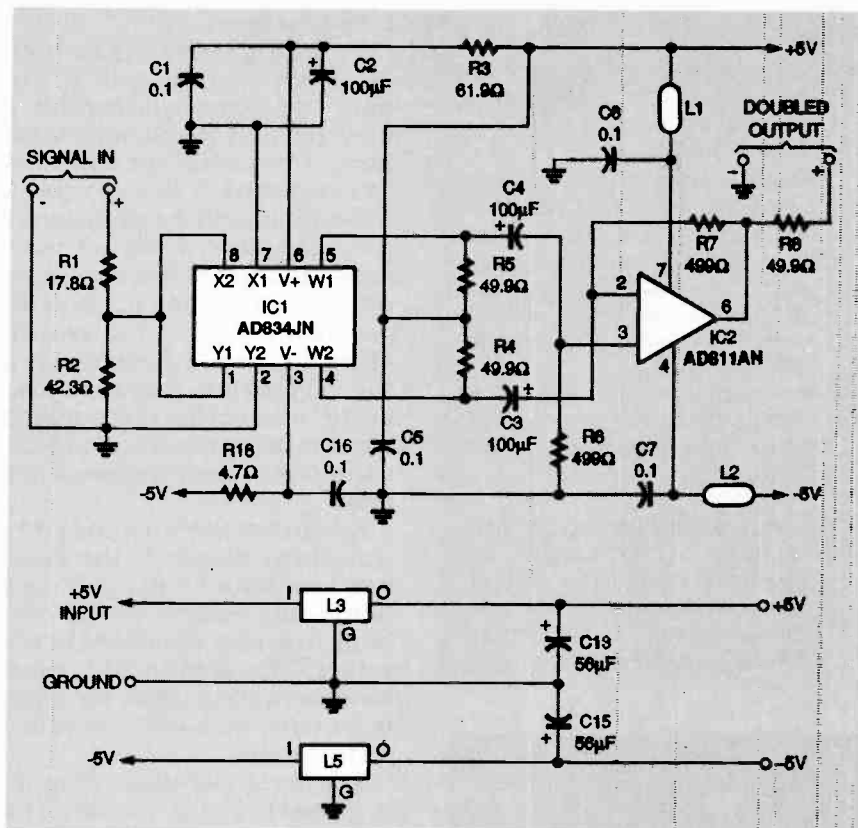 +5V
C1
0.1
C2
100µF
+
R3
61.9Ω
L1
DOUBLED
OUTPUT
C6
0.1
-
+
SIGNAL IN
-
+
C4
100µF
+
R1
17.8Ω
R7
499Ω
R8
49.9Ω
8
7
6
5
X2
X1
V+
W1
IC1
AD834JN
Y1
Y2
V-
W2
1
2
3
4
R5
49.9Ω
R4
49.9Ω
2
7
3
6
4
IC2
AD811AN
R2
42.3Ω
C3
100µF
+
R18
4.7Ω
C16
0.1
C5
0.1
R6
499Ω
C7
0.1
L2
-5V
-5V
+5V
INPUT
I
L3
O
G
+5V
+
C13
56µF
GROUND
C15
56µF
+
-5V
I
L5
O
G
-5V